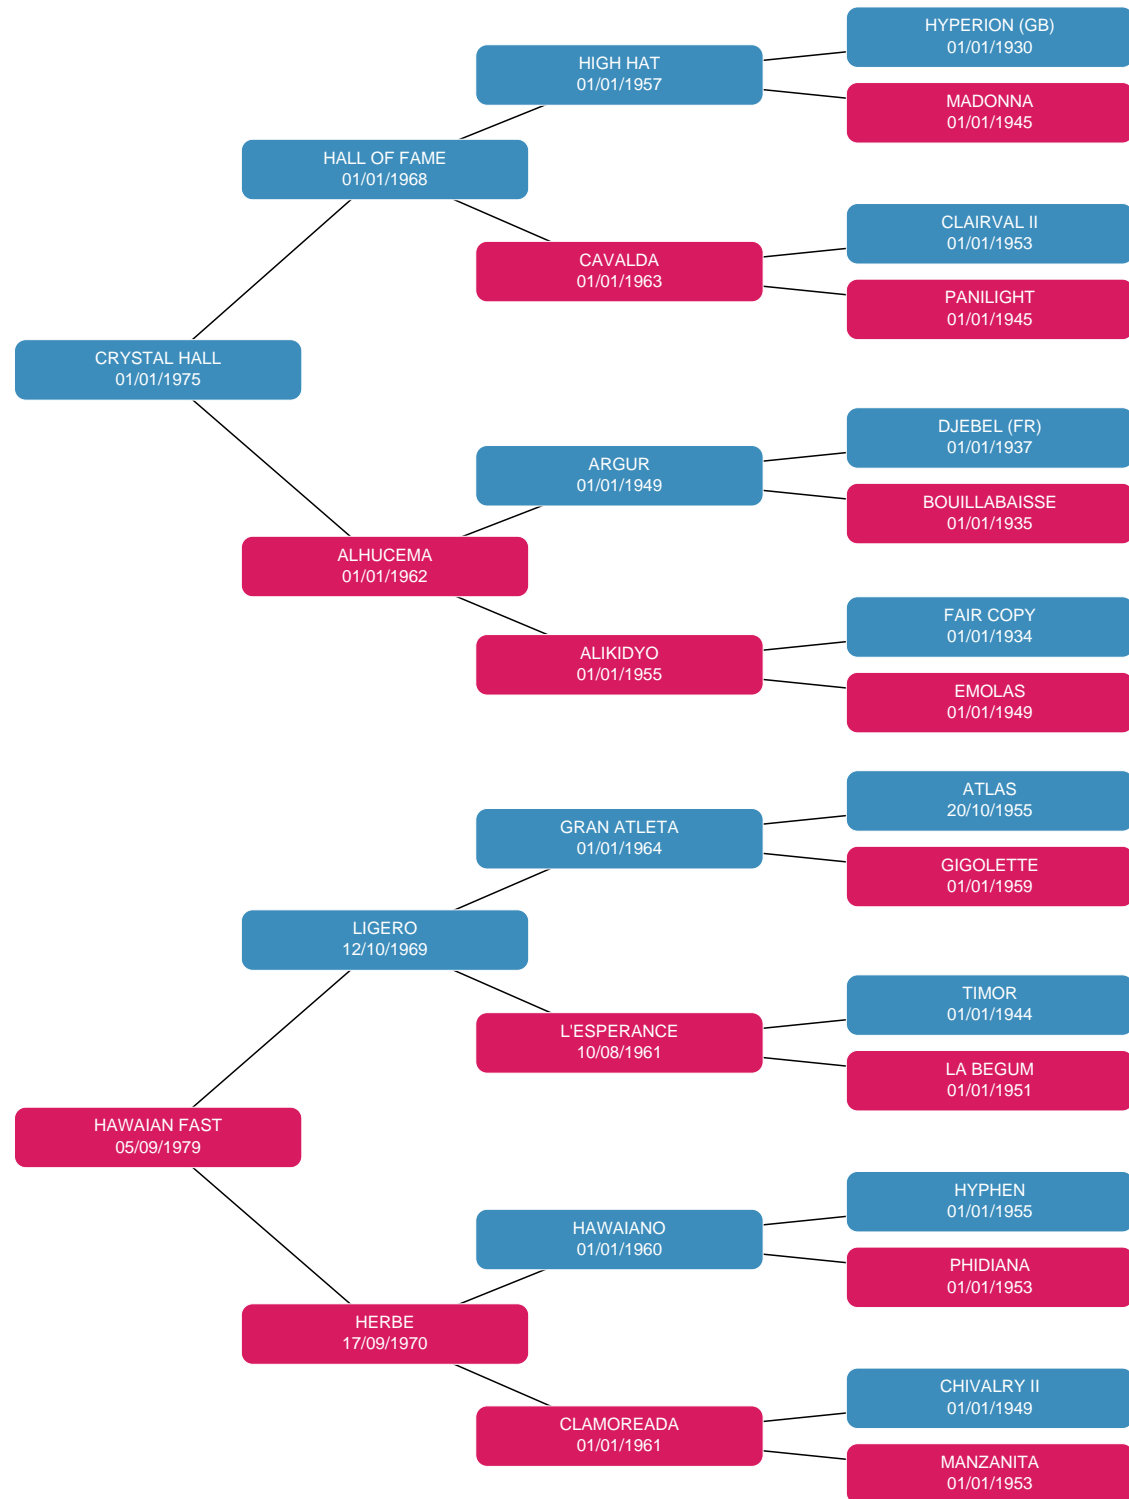 HYPERION (GB)
01/01/1930
HIGH HAT
01/01/1957
MADONNA
01/01/1945
HALL OF FAME
01/01/1968
CLAIRVAL II
01/01/1953
CAVALDA
01/01/1963
PANILIGHT
01/01/1945
CRYSTAL HALL
01/01/1975
DJEBEL (FR)
01/01/1937
ARGUR
01/01/1949
BOUILLABAISSE
01/01/1935
ALHUCEMA
01/01/1962
FAIR COPY
01/01/1934
ALIKIDYO
01/01/1955
EMOLAS
01/01/1949
ATLAS
20/10/1955
GRAN ATLETA
01/01/1964
GIGOLETTE
01/01/1959
LIGERO
12/10/1969
TIMOR
01/01/1944
L'ESPERANCE
10/08/1961
LA BEGUM
01/01/1951
HAWAIAN FAST
05/09/1979
HYPHEN
01/01/1955
HAWAIANO
01/01/1960
PHIDIANA
01/01/1953
HERBE
17/09/1970
CHIVALRY II
01/01/1949
CLAMOREADA
01/01/1961
MANZANITA
01/01/1953